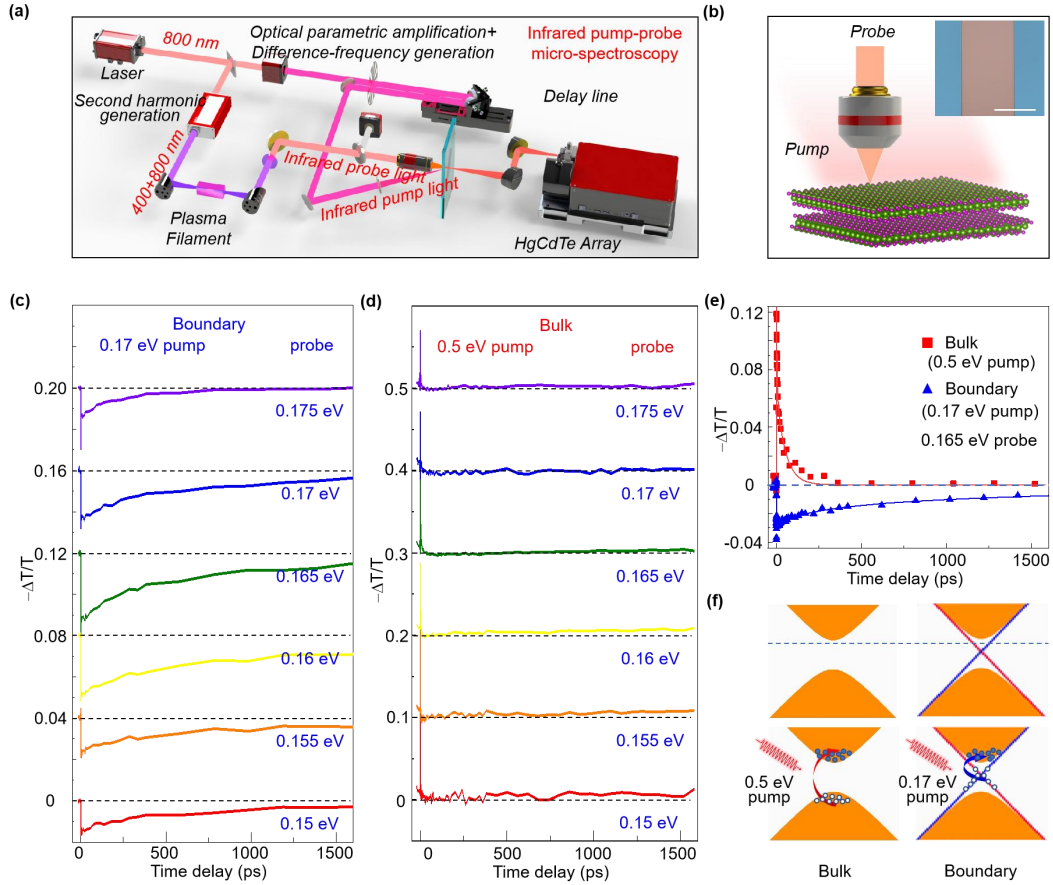 (a)
800 nm
Laser
Optical parametric amplification+
Difference-frequency generation
Infrared pump-probe
micro-spectroscopy
Second harmonic
generation
Delay line
400+800 nm
Infrared probe light
Infrared pump light
Plasma
Filament
HgCdTe Array
(b)
Probe
Pump
(c)
Boundary
0.17 eV pump
probe
0.20
0.175 eV
0.16
0.17 eV
0.12
0.165 eV
0.08
0.16 eV
0.04
0.155 eV
0
0.15 eV
−ΔT/T
0 500 1000 1500
Time delay (ps)
(d)
Bulk
0.5 eV pump
probe
0.5
0.175 eV
0.4
0.17 eV
0.3
0.165 eV
0.2
0.16 eV
0.1
0.155 eV
0
0.15 eV
−ΔT/T
0 500 1000 1500
Time delay (ps)
(e)
0.12
0.08
0.04
0
-0.04
−ΔT/T
Bulk
(0.5 eV pump)
Boundary
(0.17 eV pump)
0.165 eV probe
0 500 1000 1500
Time delay (ps)
(f)
0.5 eV
pump
0.17 eV
pump
Bulk
Boundary